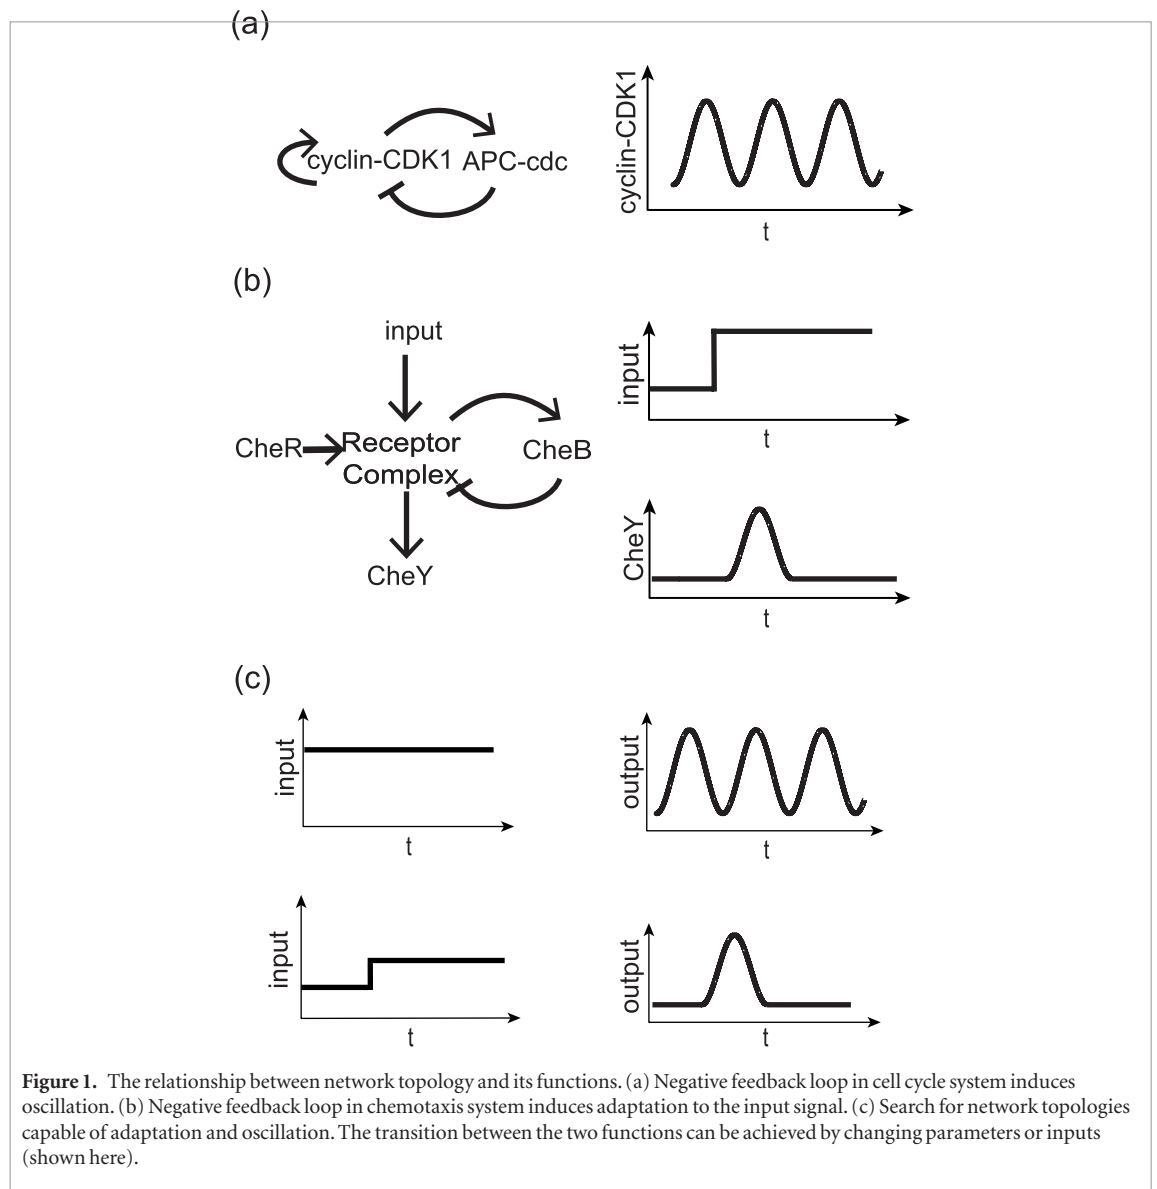 (a)
cyclin-CDK1 APC-cdc
cyclin-CDK1
t
(b)
input
CheR
Receptor
Complex
CheB
CheY
input
t
CheY
t
(c)
input
t
output
t
input
t
output
t
Figure 1. The relationship between network topology and its functions. (a) Negative feedback loop in cell cycle system induces
oscillation. (b) Negative feedback loop in chemotaxis system induces adaptation to the input signal. (c) Search for network topologies
capable of adaptation and oscillation. The transition between the two functions can be achieved by changing parameters or inputs
(shown here).